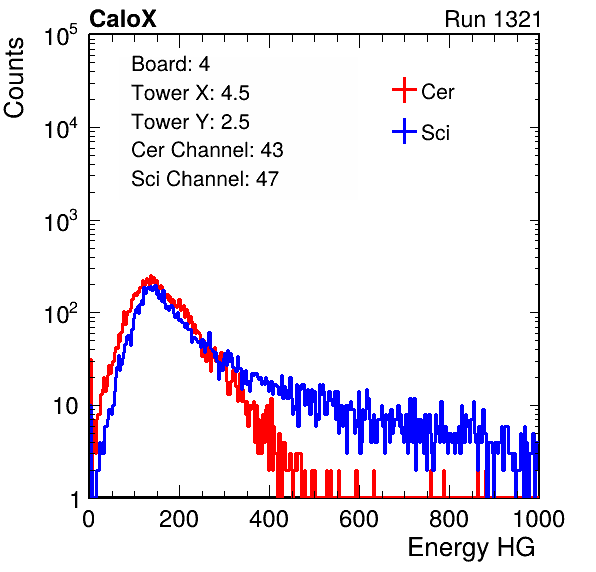 CaloX Run 1321
10^5
10^4
10^3
10^2
10
1
Counts
Board: 4
Tower X: 4.5
Tower Y: 2.5
Cer Channel: 43
Sci Channel: 47
Cer
Sci
0 200 400 600 800 1000
Energy HG